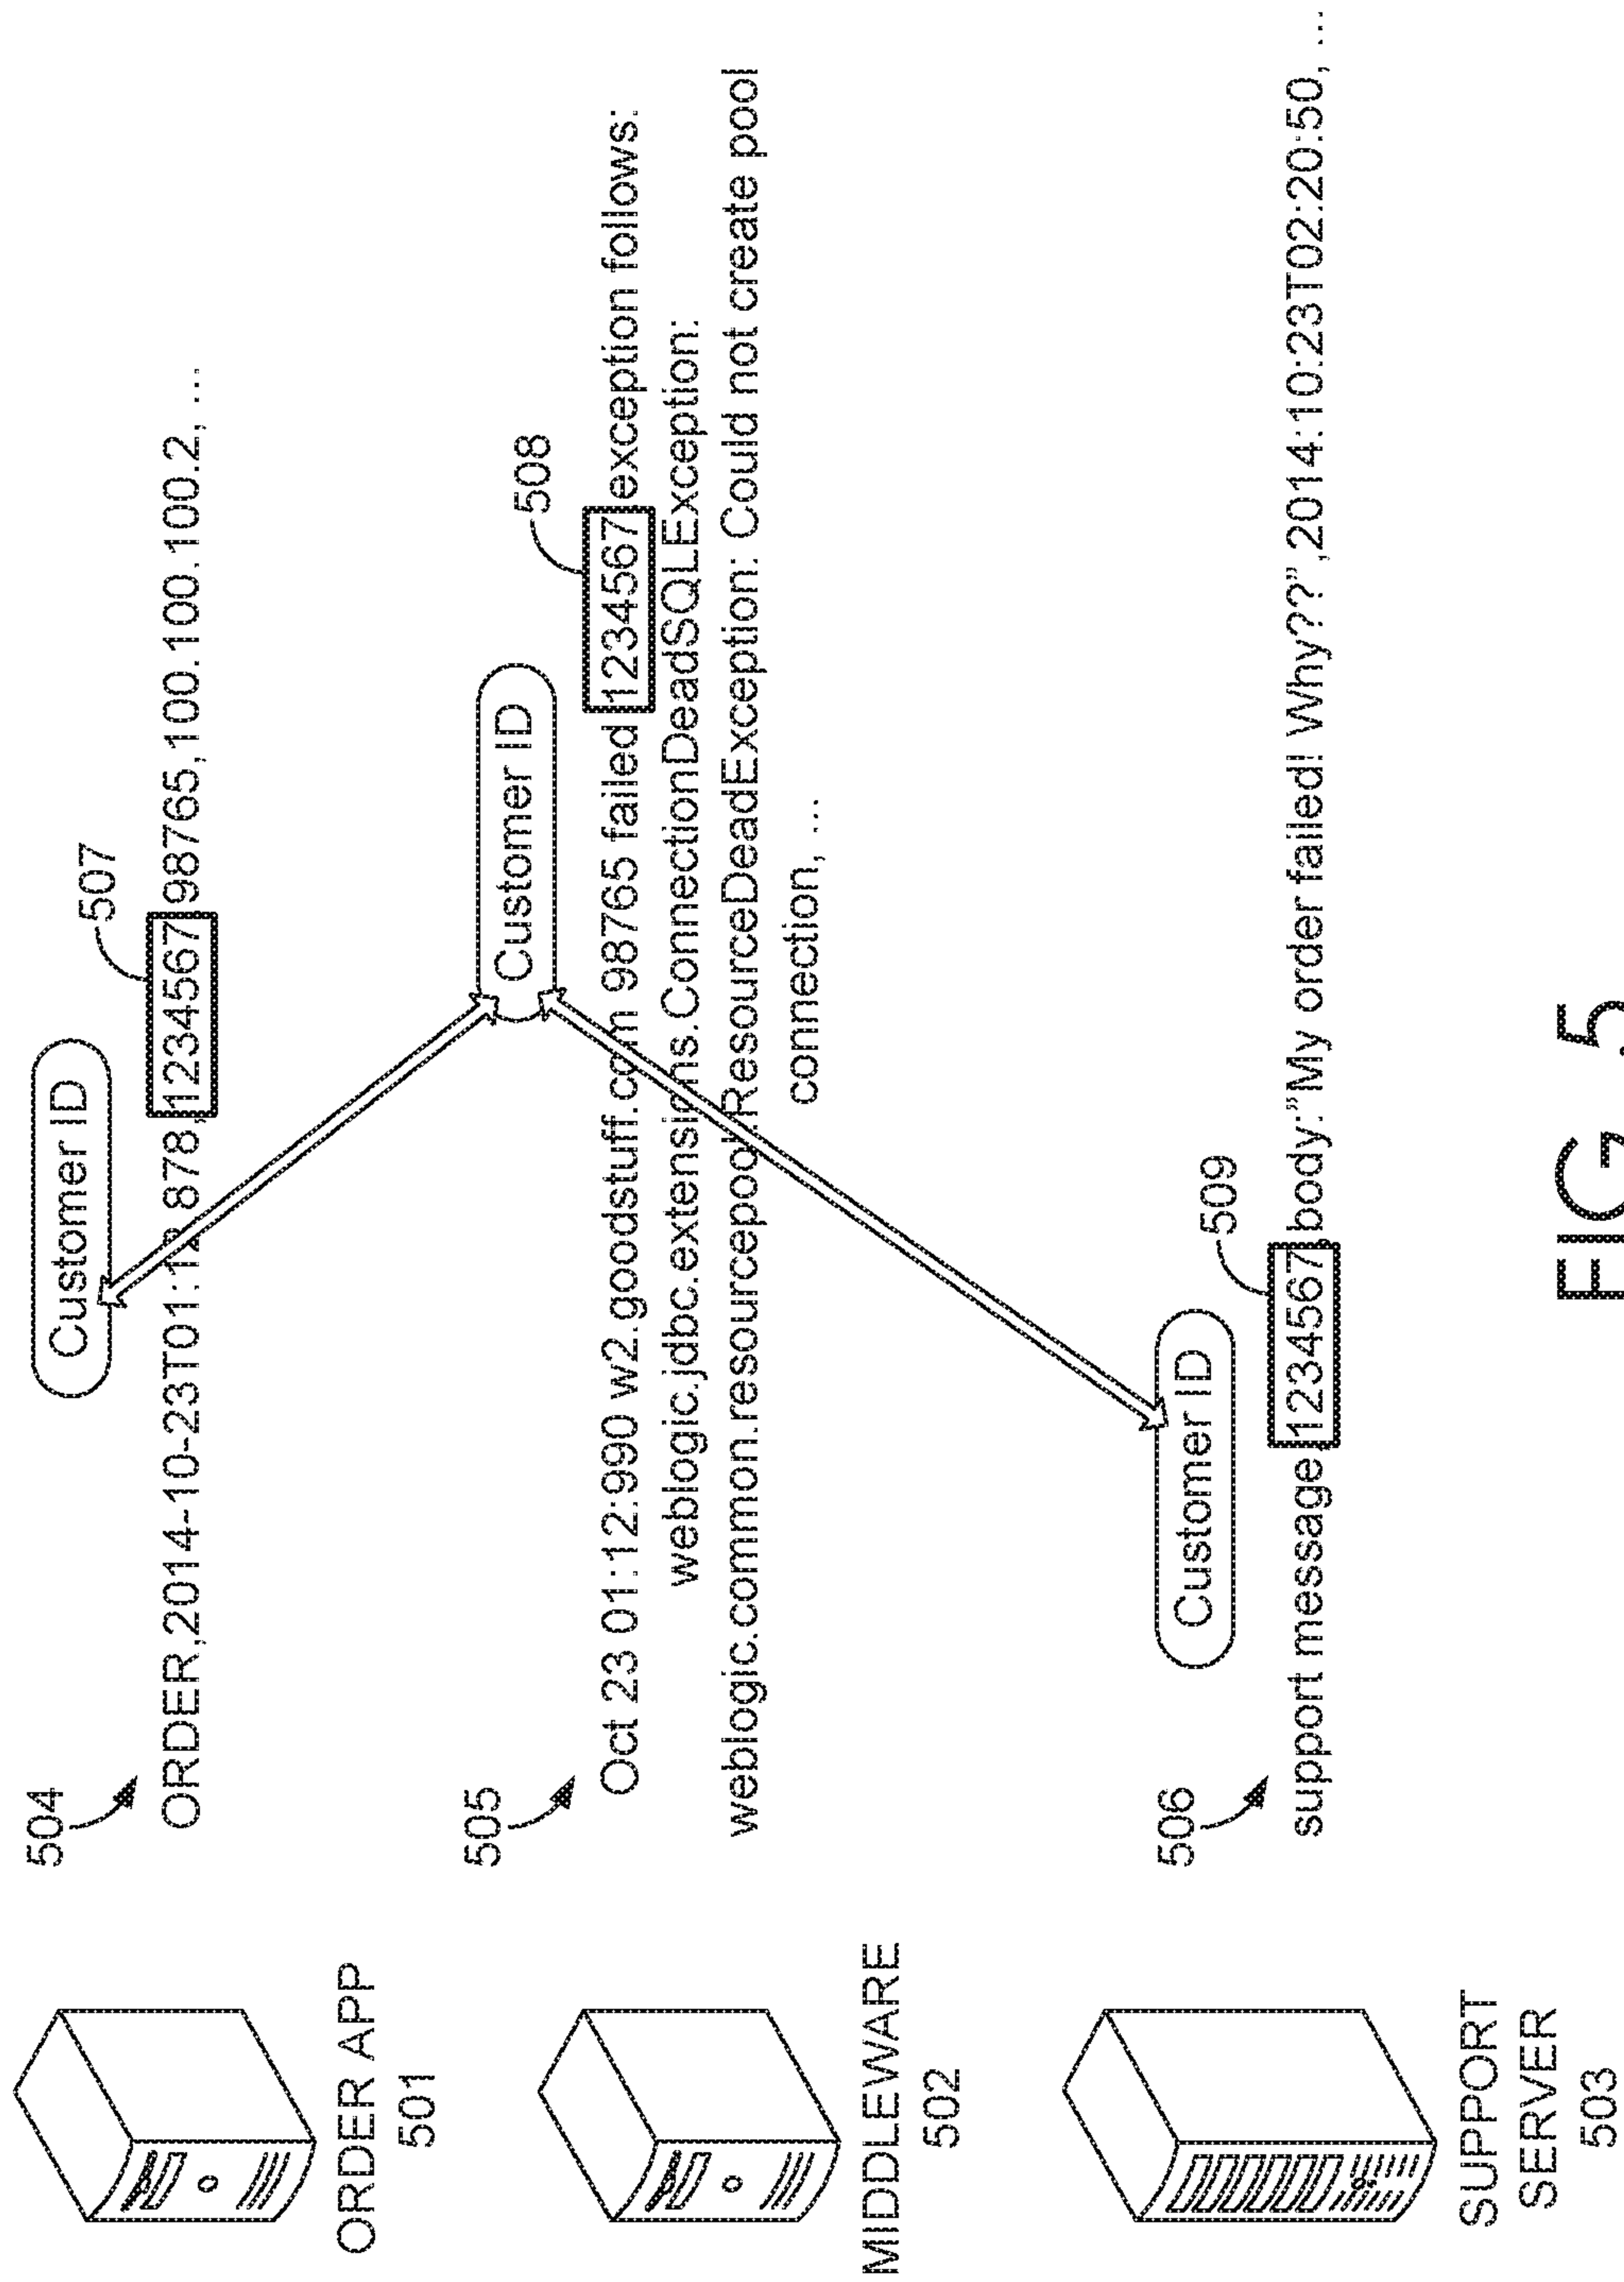 504
Customer ID
507
ORDER,2014-10-23T01:12 878,1234567,98765,100.100.100.2, ...
ORDER APP
501
505
Customer ID
508
Oct 23 01:12:990 w2.goodstuff.com 98765 failed 1234567 exception follows:
weblogic.jdbc.extensions.ConnectionDeadSQLException:
weblogic.common.resourcepool.ResourceDeadException: Could not create pool
connection, ...
MIDDLEWARE
502
506
Customer ID
509
support message,1234567,body:"My order failed! Why??",2014:10:23T02:20:50, ...
SUPPORT
SERVER
503
FIG. 5